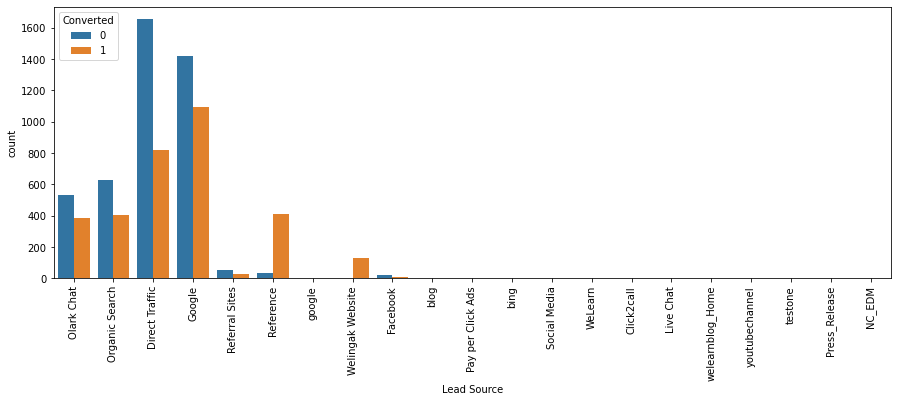 Converted
0
1
1600
1400
1200
1000
800
600
400
200
0
count
Olark Chat
Organic Search
Direct Traffic
Google
Referral Sites
Reference
google
Welingak Website
Facebook
blog
Pay per Click Ads
bing
Social Media
WeLearn
Click2call
Live Chat
welearnblog_Home
youtubechannel
testone
Press_Release
NC_EDM
Lead Source